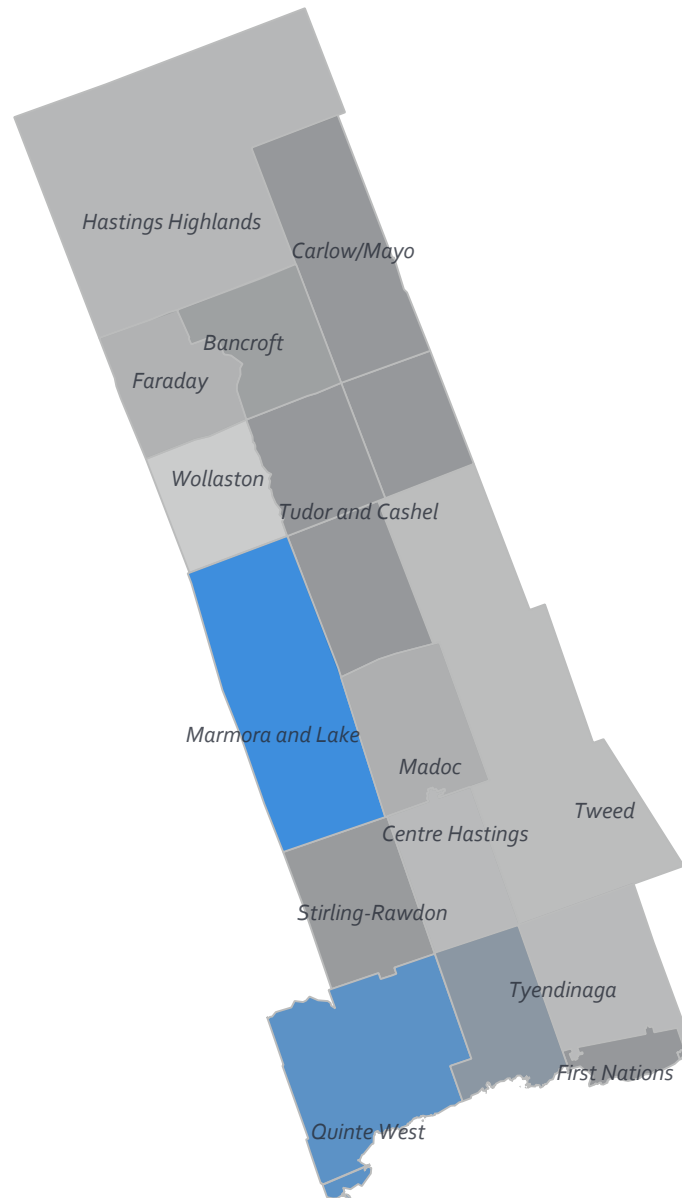 Hastings Highlands
Carlow/Mayo
Bancroft
Faraday
Wollaston
Tudor and Cashel
Marmora and Lake
Madoc
Tweed
Centre Hastings
Stirling-Rawdon
Tyendinaga
First Nations
Quinte West